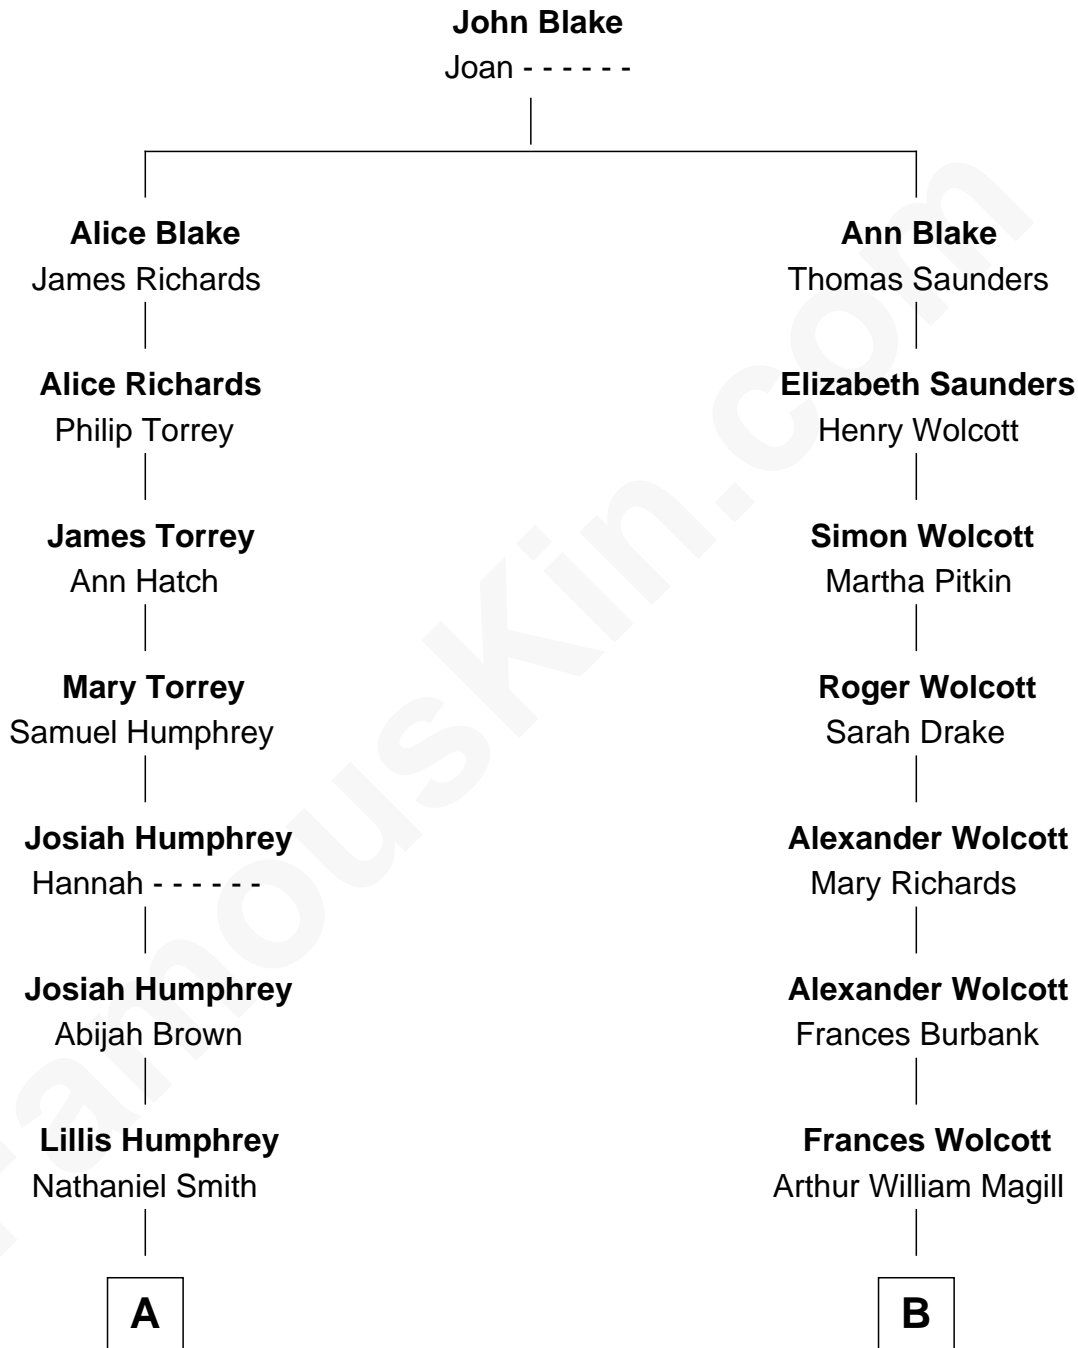 John Blake
Joan - - - - - -
Alice Blake
James Richards
Ann Blake
Thomas Saunders
Alice Richards
Philip Torrey
Elizabeth Saunders
Henry Wolcott
James Torrey
Ann Hatch
Simon Wolcott
Martha Pitkin
Mary Torrey
Samuel Humphrey
Roger Wolcott
Sarah Drake
Josiah Humphrey
Hannah - - - - - -
Alexander Wolcott
Mary Richards
Josiah Humphrey
Abijah Brown
Alexander Wolcott
Frances Burbank
Lillis Humphrey
Nathaniel Smith
Frances Wolcott
Arthur William Magill
A
B
FamousKin.com